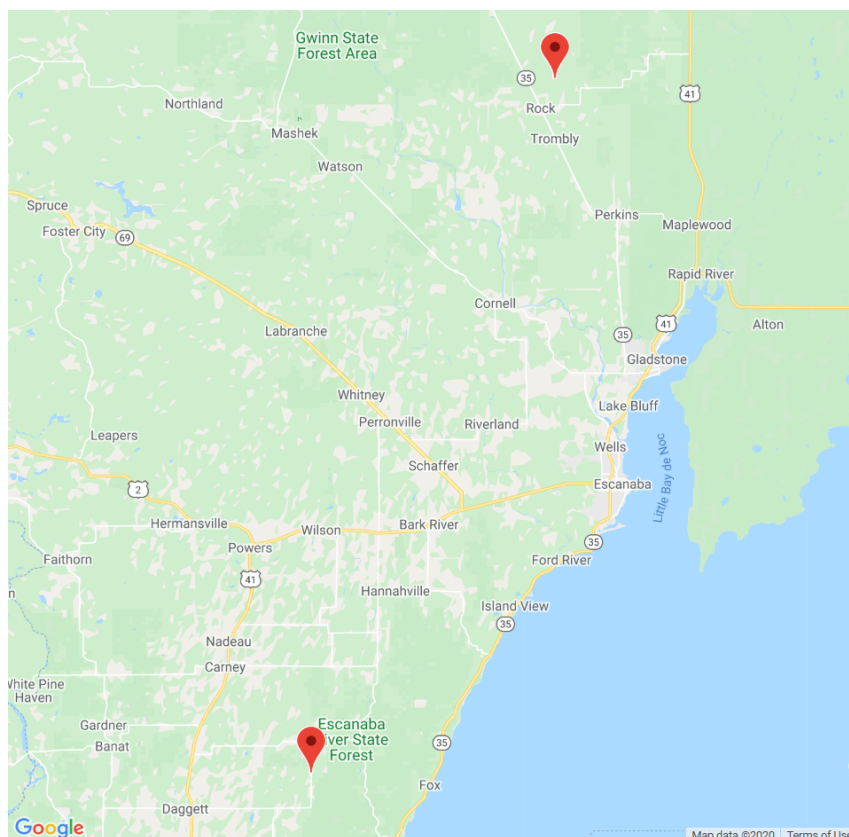 Gwinn State
Forest Area
35
41
Northland
Rock
Mashek
Trombly
Watson
Spruce
Perkins
Maplewood
Foster City
69
Rapid River
Cornell
41
Alton
Labranche
35
Gladstone
Whitney
Lake Bluff
Perronville
Riverland
Leapers
Wells
Schaffer
Little Bay de Noc
Escanaba
2
Hermansville
Wilson
Bark River
Powers
35
Faithorn
Ford River
41
Hannahville
Island View
35
Nadeau
Carney
White Pine
Haven
Gardner
Escanaba
River State
Forest
Banat
35
Fox
Daggett
Google
Map data ©2020
Terms of Use